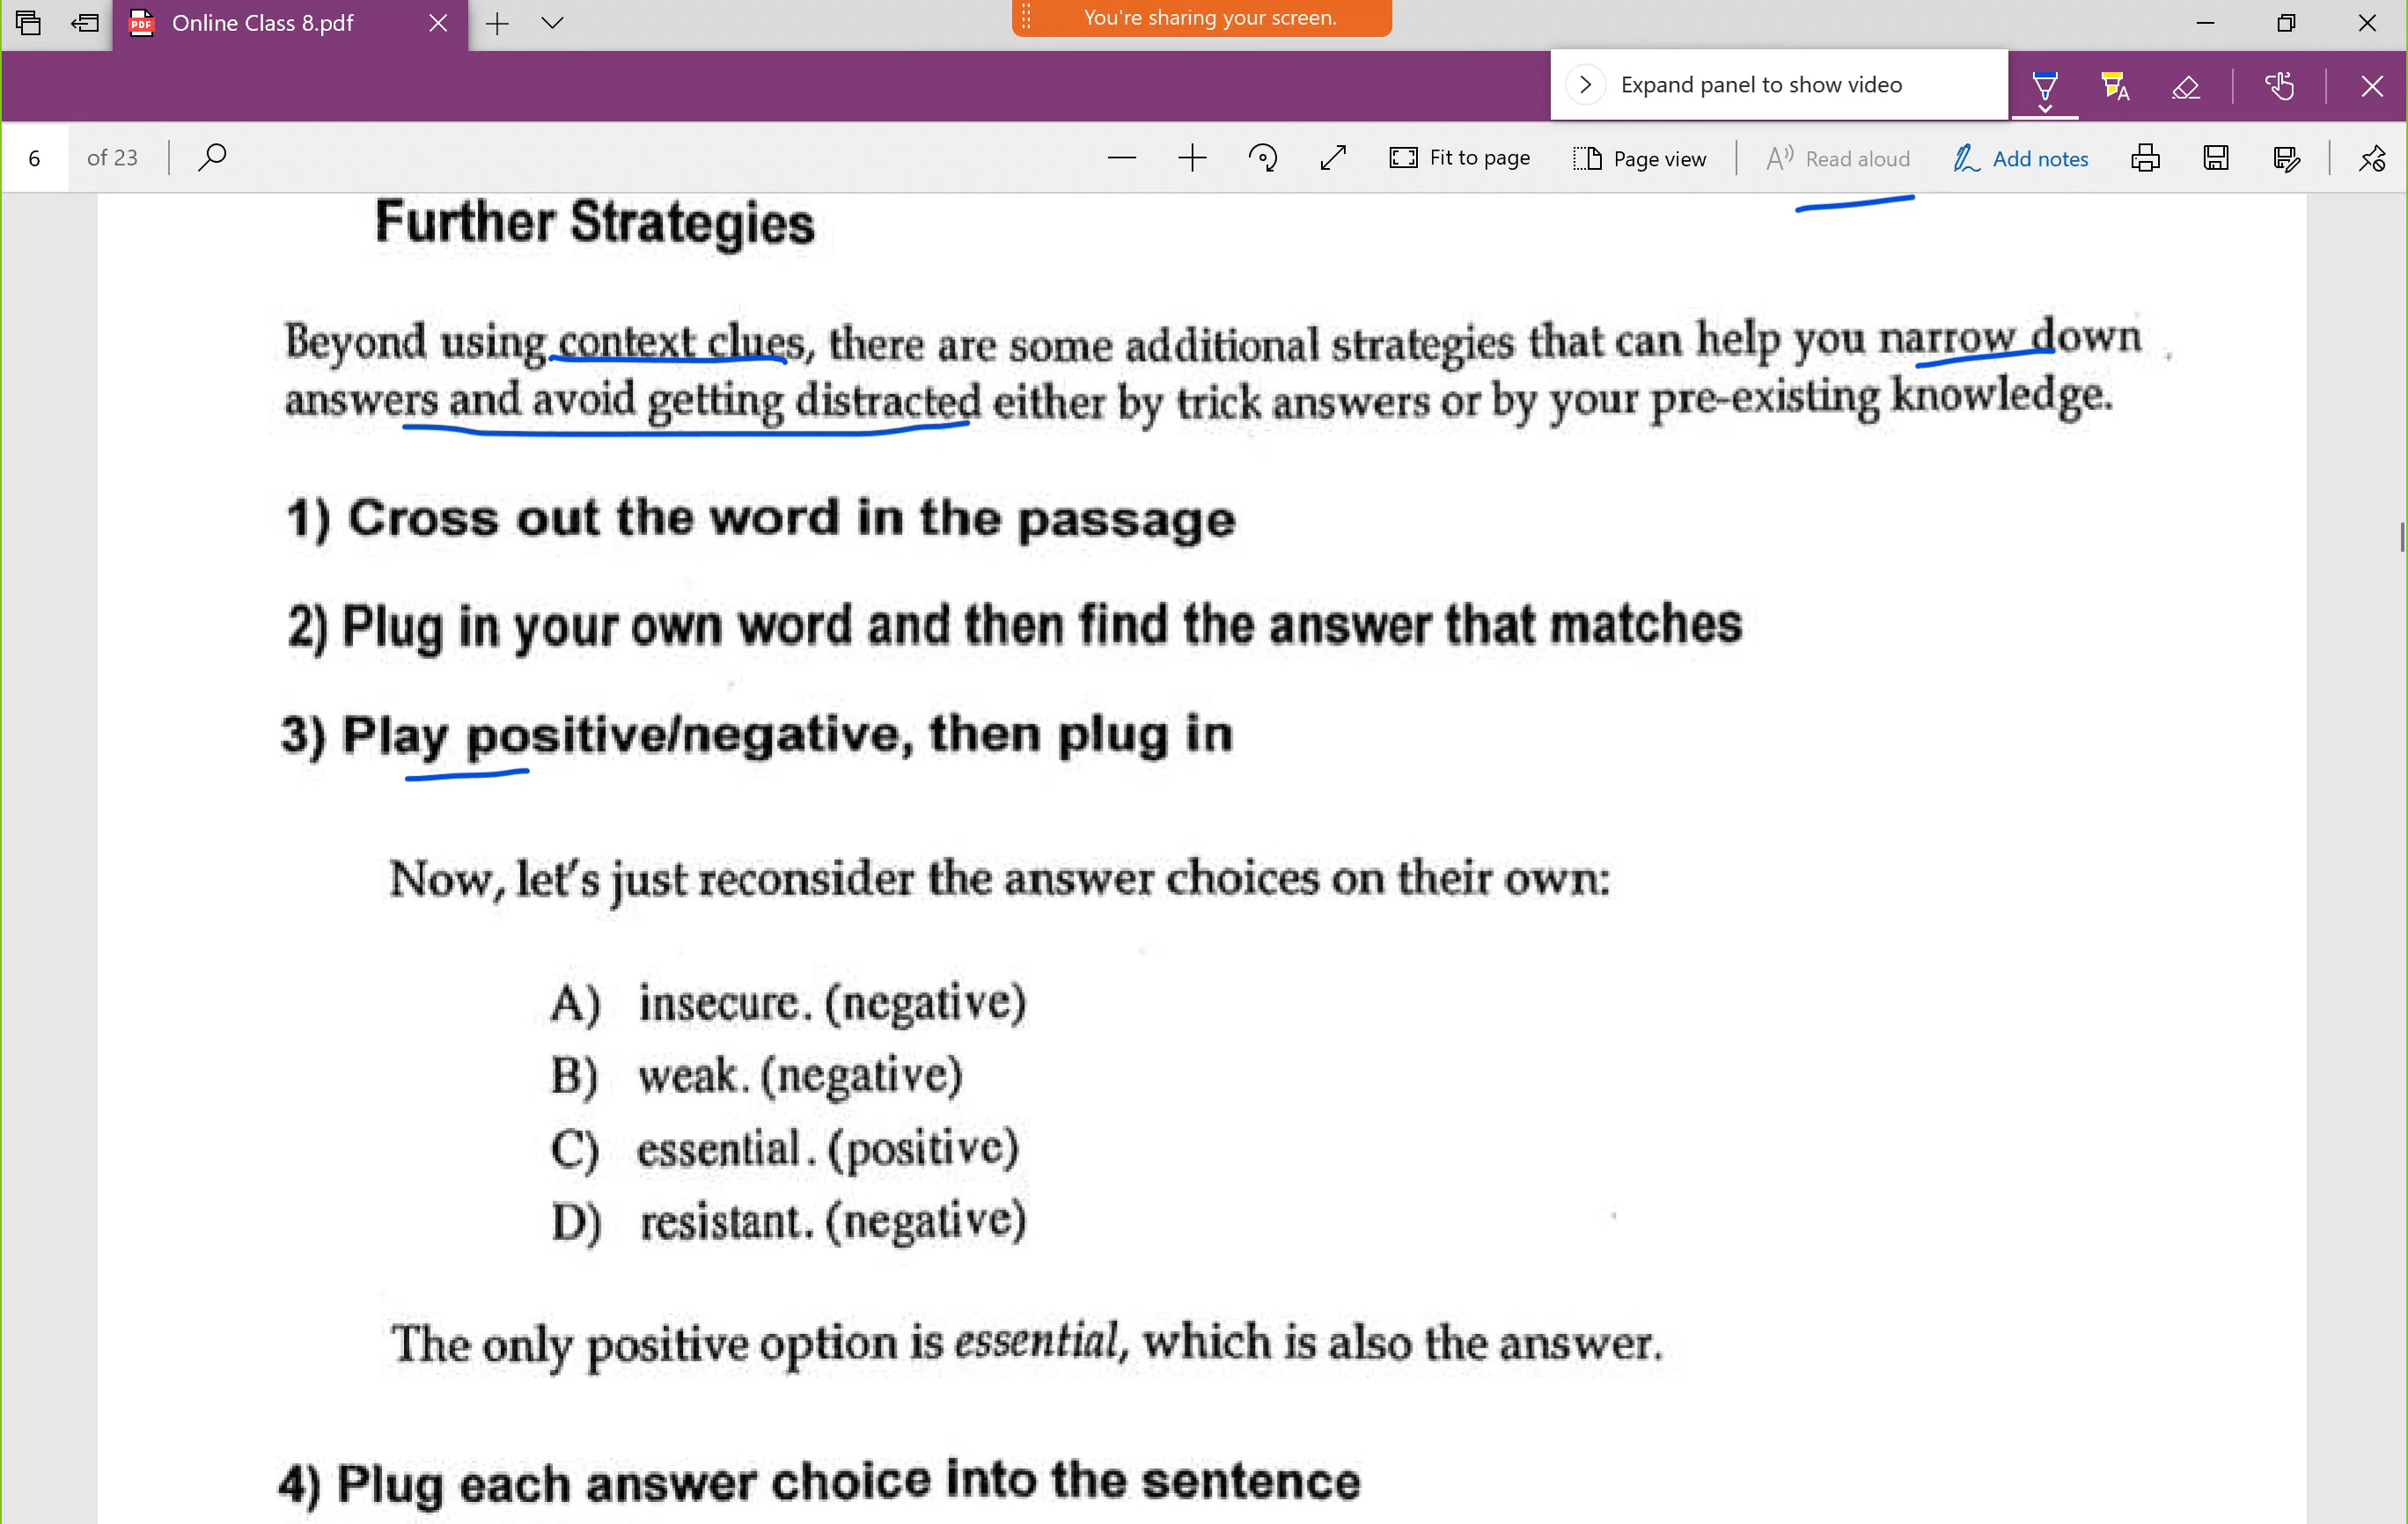 Online Class 8.pdf
You're sharing your screen.
Expand panel to show video
6 of 23
Fit to page
Page view
Read aloud
Add notes
Further Strategies
Beyond using context clues, there are some additional strategies that can help you narrow down
answers and avoid getting distracted either by trick answers or by your pre-existing knowledge.
1) Cross out the word in the passage
2) Plug in your own word and then find the answer that matches
3) Play positive/negative, then plug in
Now, let's just reconsider the answer choices on their own:
A) insecure. (negative)
B) weak. (negative)
C) essential. (positive)
D) resistant. (negative)
The only positive option is essential, which is also the answer.
4) Plug each answer choice into the sentence